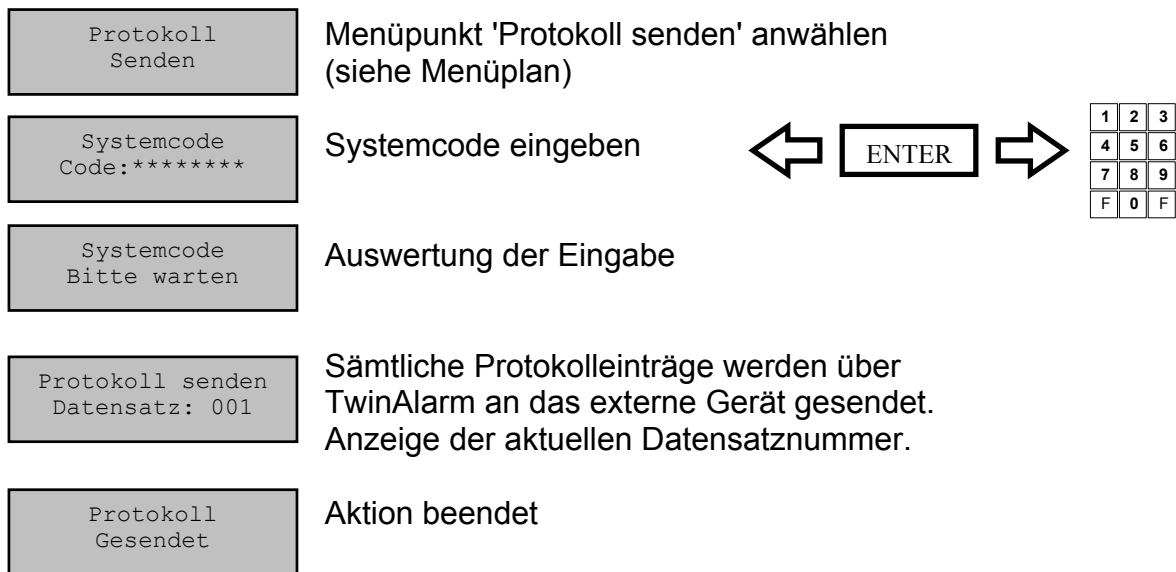 Protokoll
Senden
Menüpunkt 'Protokoll senden' anwählen
(siehe Menüplan)
Systemcode
Code:********
Systemcode eingeben
ENTER
1 2 3
4 5 6
7 8 9
F 0 F
Systemcode
Bitte warten
Auswertung der Eingabe
Protokoll senden
Datensatz: 001
Sämtliche Protokolleinträge werden über
TwinAlarm an das externe Gerät gesendet.
Anzeige der aktuellen Datensatznummer.
Protokoll
Gesendet
Aktion beendet